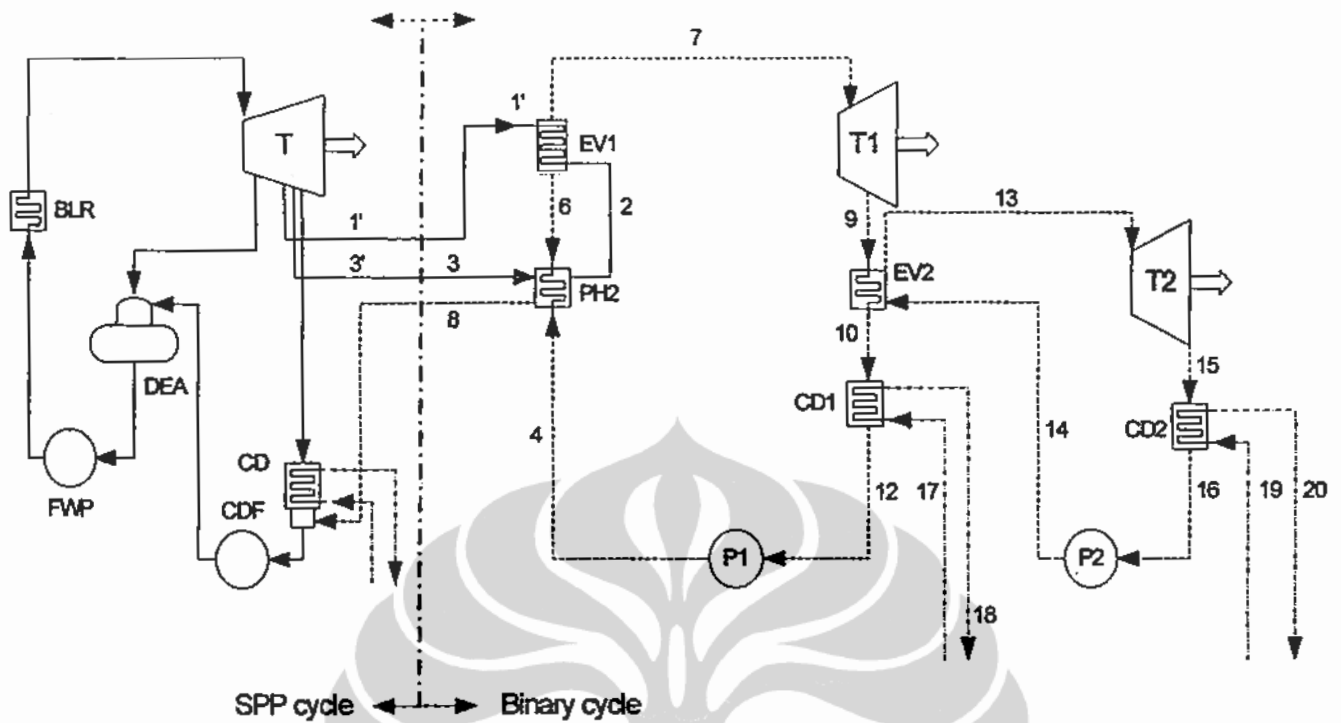 7
1'
T
EV1
T1
BLR
6
2
9
13
1'
3'
3
PH2
EV2
T2
8
10
DEA
15
CD1
4
14
CD2
CD
FWP
CDF
12
17
16
19
20
P1
P2
18
SPP cycle
Binary cycle